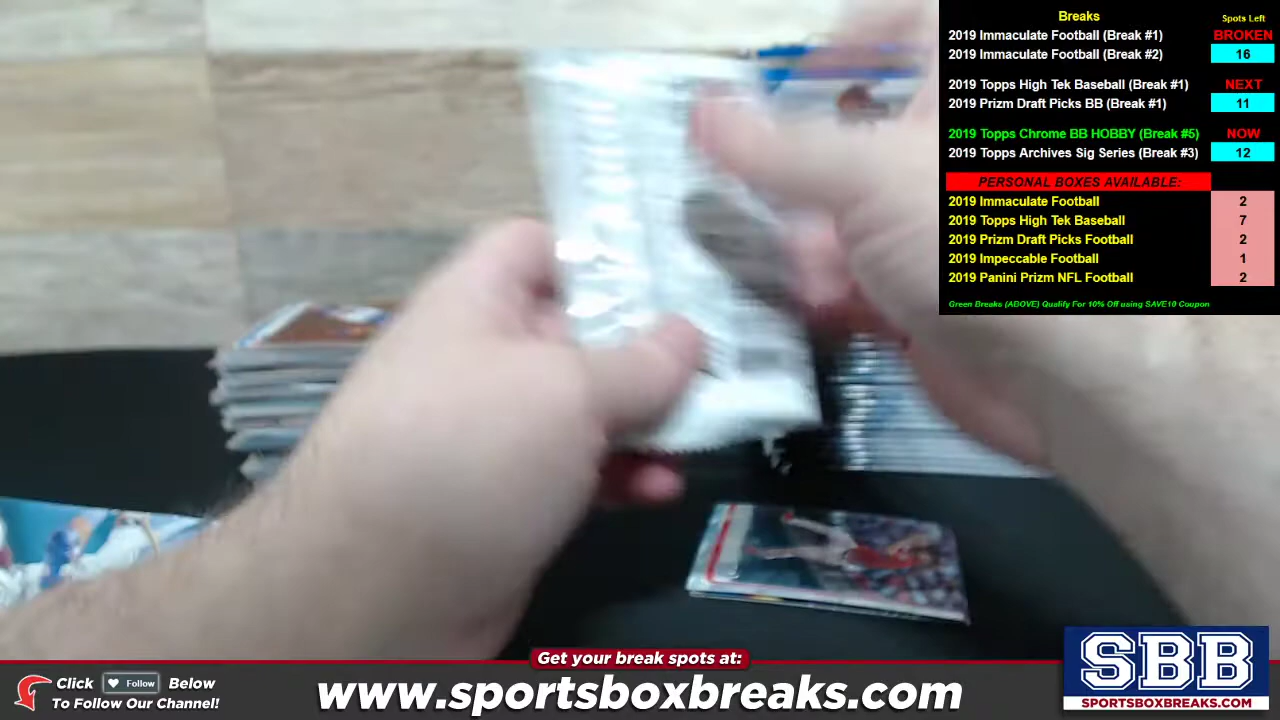 Breaks Spots Left
2019 Immaculate Football (Break #1) BROKEN
2019 Immaculate Football (Break #2) 16
2019 Topps High Tek Baseball (Break #1) NEXT
2019 Prizm Draft Picks BB (Break #1) 11
2019 Topps Chrome BB HOBBY (Break #5) NOW
2019 Topps Archives Sig Series (Break #3) 12
PERSONAL BOXES AVAILABLE:
2019 Immaculate Football 2
2019 Topps High Tek Baseball 7
2019 Prizm Draft Picks Football 2
2019 Impeccable Football 1
2019 Panini Prizm NFL Football 2
Green Breaks (ABOVE) Qualify For 10% Off using SAVE10 Coupon
Get your break spots at:
Click Follow Below
To Follow Our Channel!
www.sportsboxbreaks.com
SBB
SPORTSBOXBREAKS.COM